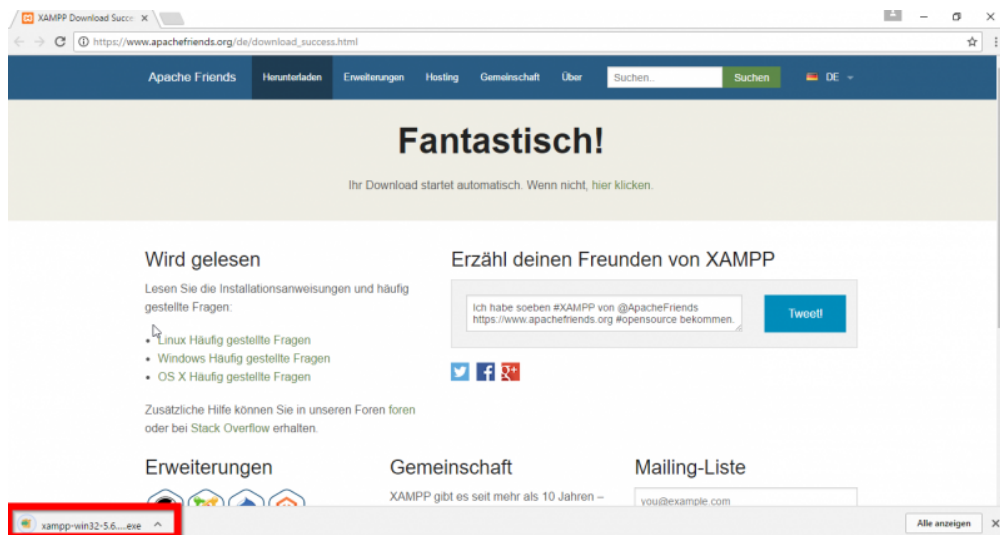 XAMPP Download Succe
https://www.apachefriends.org/de/download_success.html
Apache Friends Herunterladen Erweiterungen Hosting Gemeinschaft Über Suchen.. Suchen DE
Fantastisch!
Ihr Download startet automatisch. Wenn nicht, hier klicken.
Wird gelesen
Lesen Sie die Installationsanweisungen und häufig
gestellte Fragen:
• Linux Häufig gestellte Fragen
• Windows Häufig gestellte Fragen
• OS X Häufig gestellte Fragen
Zusätzliche Hilfe können Sie in unseren Foren foren
oder bei Stack Overflow erhalten.
Erzähl deinen Freunden von XAMPP
Ich habe soeben #XAMPP von @ApacheFriends
https://www.apachefriends.org #opensource bekommen.
Tweet!
Erweiterungen
Gemeinschaft
XAMPP gibt es seit mehr als 10 Jahren –
Mailing-Liste
you@example.com
xampp-win32-5.6....exe
Alle anzeigen